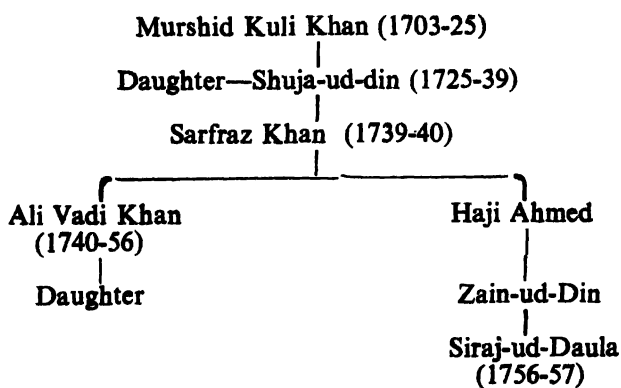 Murshid Kuli Khan (1703-25)
Daughter—Shuja-ud-din (1725-39)
Sarfraz Khan (1739-40)
Ali Vadi Khan
(1740-56)
Haji Ahmed
Daughter
Zain-ud-Din
Siraj-ud-Daula
(1756-57)